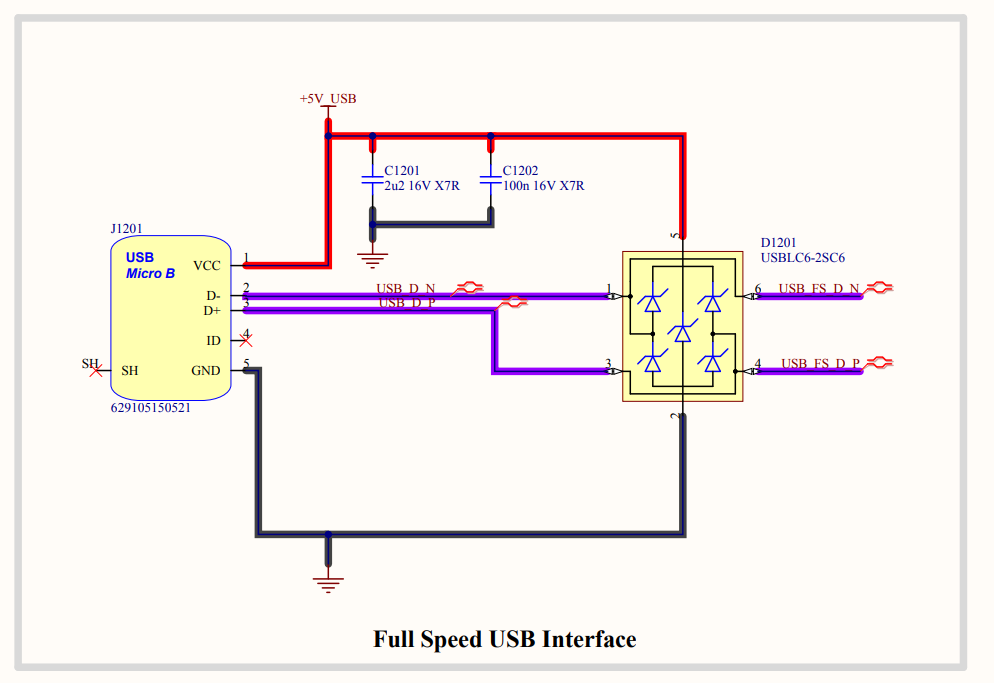 +5V_USB
C1201
2u2 16V X7R
C1202
100n 16V X7R
J1201
USB
Micro B
VCC
1
D-
2
D+
3
ID
4
SH
SH
GND
5
629105150521
USB_D_N
USB_D_P
D1201
USBLC6-2SC6
5
1
3
6
4
2
USB_FS_D_N
USB_FS_D_P
Full Speed USB Interface